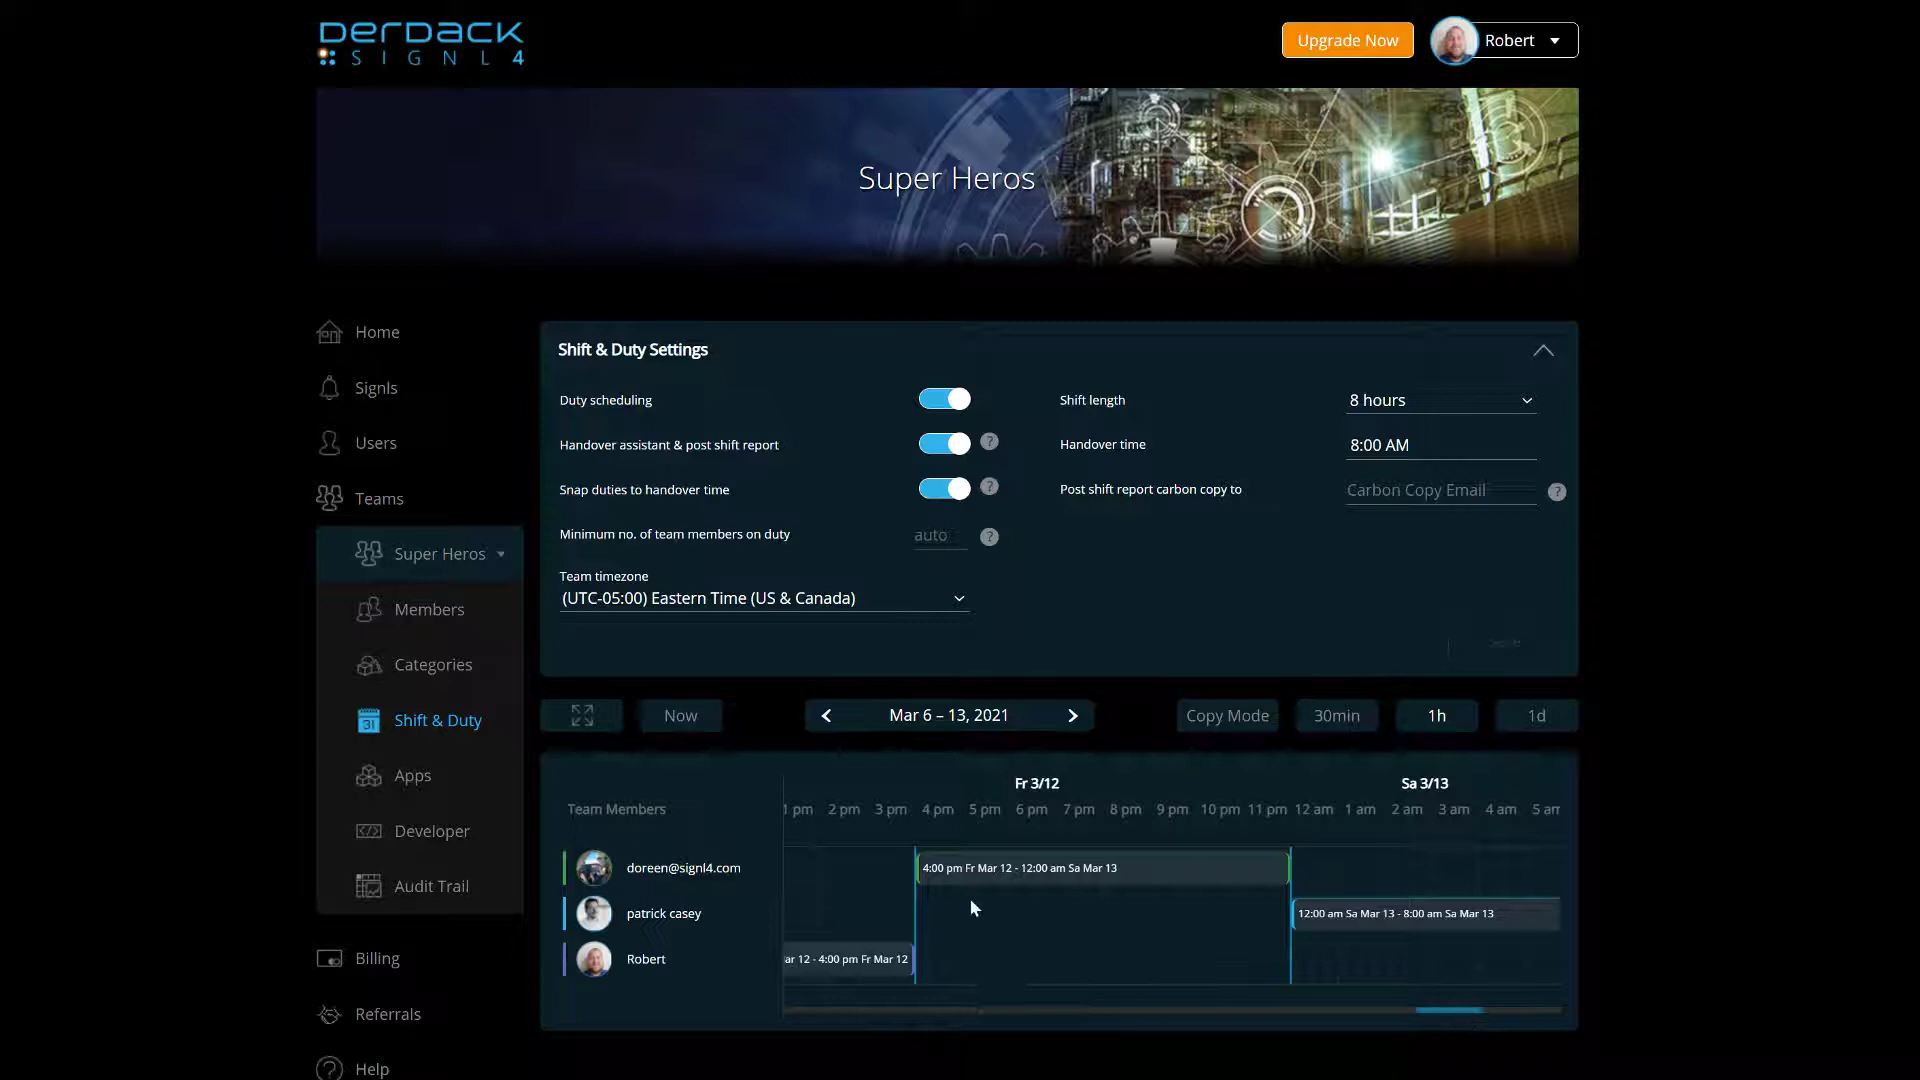 DERDACK
SIGNL4
Upgrade Now
Robert
Super Heros
Home
Signls
Users
Teams
Super Heros
Members
Categories
31
Shift & Duty
Apps
Developer
Audit Trail
Billing
Referrals
Help
Shift & Duty Settings
Duty scheduling
Handover assistant & post shift report
?
Snap duties to handover time
?
Minimum no. of team members on duty
auto
?
Team timezone
(UTC-05:00) Eastern Time (US & Canada)
Shift length
8 hours
Handover time
8:00 AM
Post shift report carbon copy to
Carbon Copy Email
?
Save
Now
Mar 6 – 13, 2021
Copy Mode
30min
1h
1d
Fr 3/12
Sa 3/13
Team Members
1 pm 2 pm 3 pm 4 pm 5 pm 6 pm 7 pm 8 pm 9 pm 10 pm 11 pm 12 am 1 am 2 am 3 am 4 am 5 am
doreen@signl4.com
4:00 pm Fr Mar 12 - 12:00 am Sa Mar 13
patrick casey
12:00 am Sa Mar 13 - 8:00 am Sa Mar 13
Robert
ar 12 - 4:00 pm Fr Mar 12